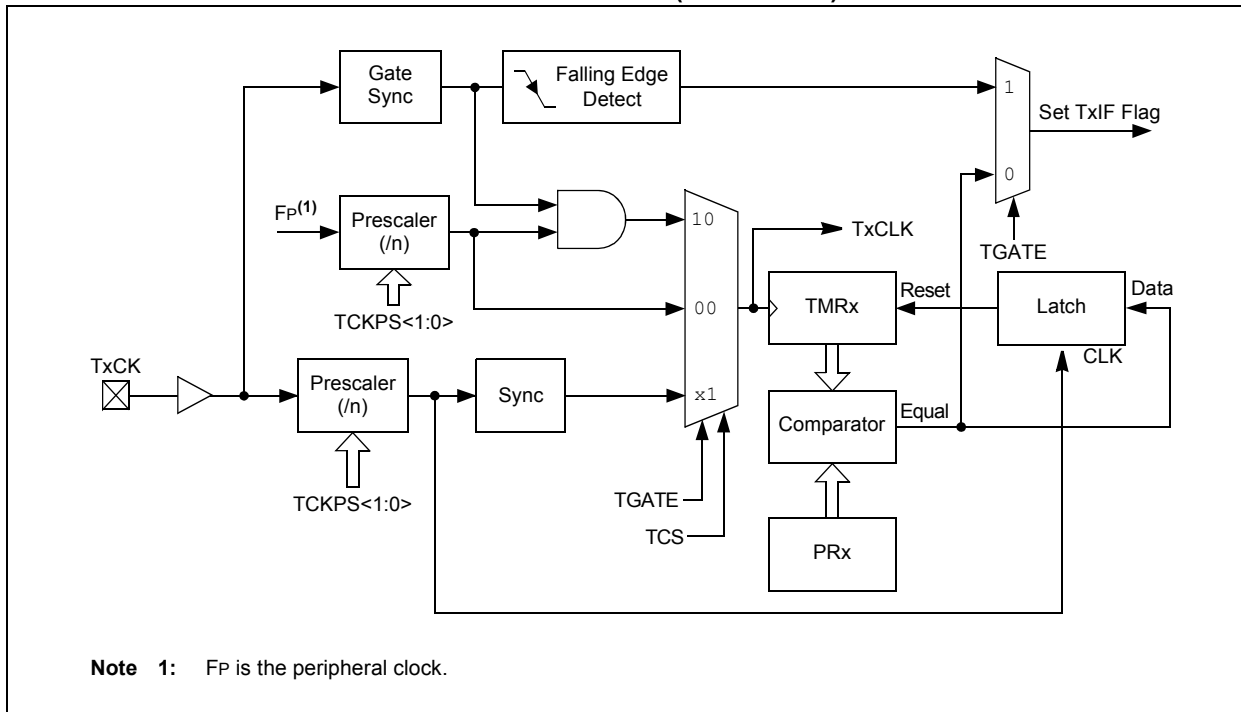 Gate
Sync
Falling Edge
Detect
1
Set TxIF Flag
0
TGATE
FP(1)
Prescaler
(/n)
TCKPS<1:0>
10
00
x1
TxCLK
TMRx
Reset
Latch
Data
CLK
TxCK
Prescaler
(/n)
TCKPS<1:0>
Sync
Comparator
Equal
TGATE
TCS
PRx
Note 1: FP is the peripheral clock.